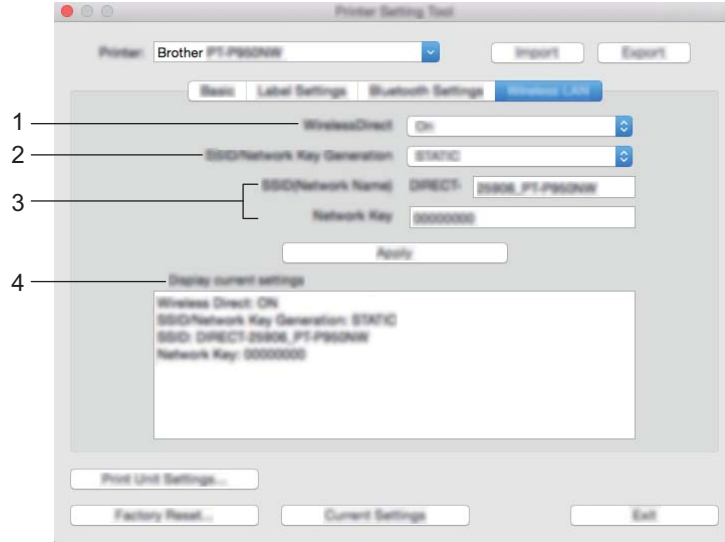 Printer Setting Tool
Printer: Brother PT-P950NW
Import
Export
Basic
Label Settings
Bluetooth Settings
Wireless LAN
1
WirelessDirect
On
2
SSID/Network Key Generation
STATIC
3
SSID(Network Name)
DIRECT-
25906_PT-P950NW
Network Key
00000000
Apply
4
Display current settings
Wireless Direct: ON
SSID/Network Key Generation: STATIC
SSID: DIRECT-25906_PT-P950NW
Network Key: 00000000
Print Unit Settings...
Factory Reset...
Current Settings
Exit